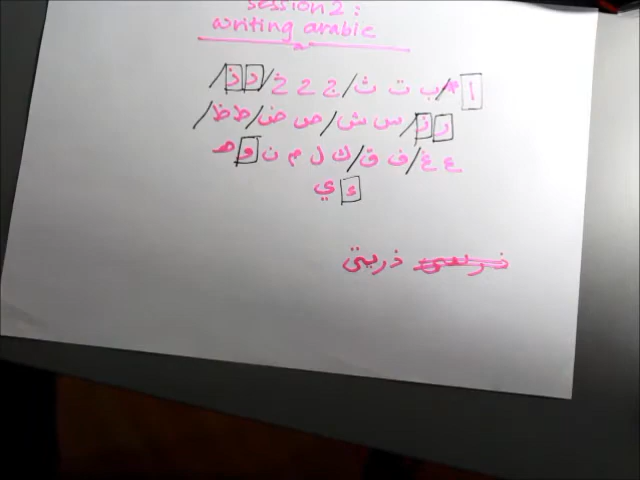 session 2 :
writing arabic
ا * / ب ت ث / ج ح خ / د ذ /
ر ز / س ش / ص ض / ط ظ /
ع غ / ف ق / ك ل م ن و ه
ء ي
ذريتي